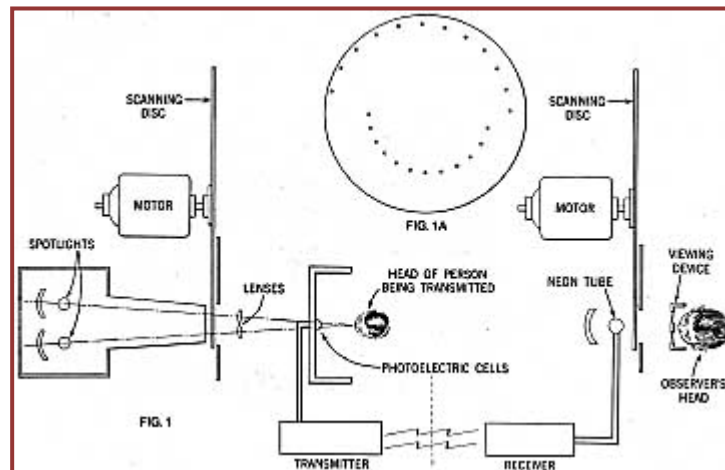 SCANNING
DISC
MOTOR
SPOTLIGHTS
FIG. 1
LENSES
HEAD OF PERSON
BEING TRANSMITTED
PHOTOELECTRIC CELLS
TRANSMITTER
FIG. 1A
SCANNING
DISC
MOTOR
NEON TUBE
VIEWING
DEVICE
OBSERVER'S
HEAD
RECEIVER